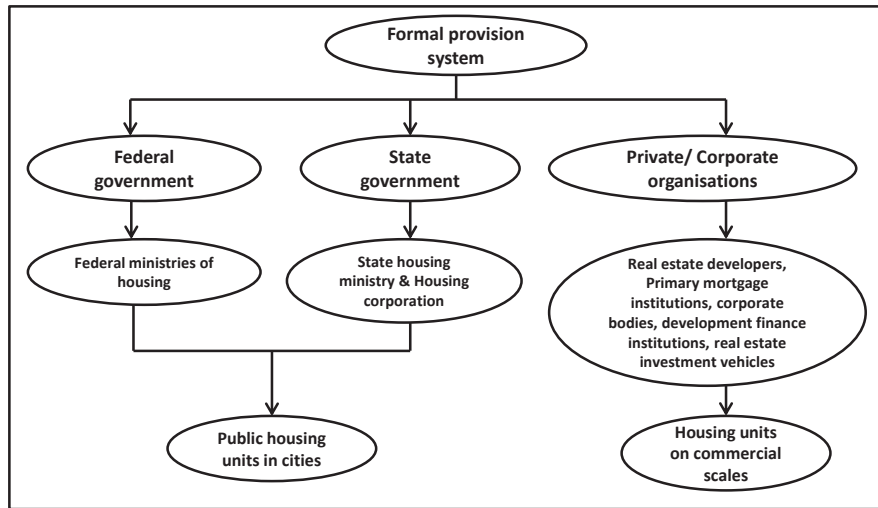 Formal provision
system
Federal
government
State
government
Private/ Corporate
organisations
Federal ministries of
housing
State housing
ministry & Housing
corporation
Real estate developers,
Primary mortgage
institutions, corporate
bodies, development finance
institutions, real estate
investment vehicles
Public housing
units in cities
Housing units
on commercial
scales